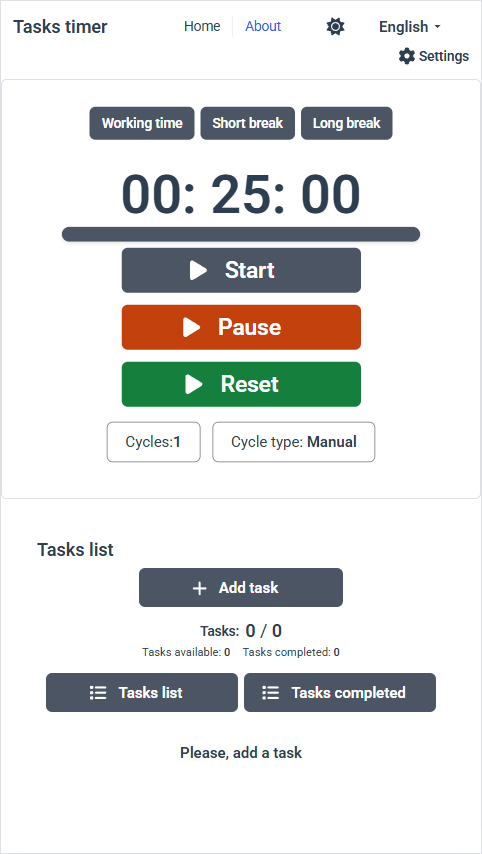 Tasks timer Home About English
Settings
Working time Short break Long break
00: 25: 00
Start
Pause
Reset
Cycles:1 Cycle type: Manual
Tasks list
Add task
Tasks: 0 / 0
Tasks available: 0 Tasks completed: 0
Tasks list Tasks completed
Please, add a task